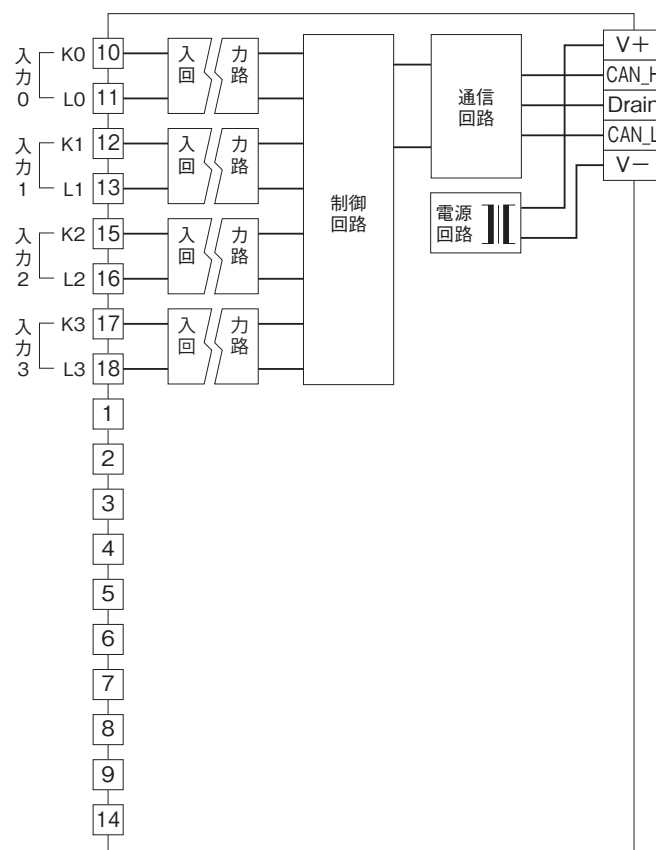 入力0
K0 10
L0 11
入力1
K1 12
L1 13
入力2
K2 15
L2 16
入力3
K3 17
L3 18
1
2
3
4
5
6
7
8
9
14
入 力
回 路
入 力
回 路
入 力
回 路
入 力
回 路
制御
回路
通信
回路
電源
回路
V+
CAN_H
Drain
CAN_L
V−